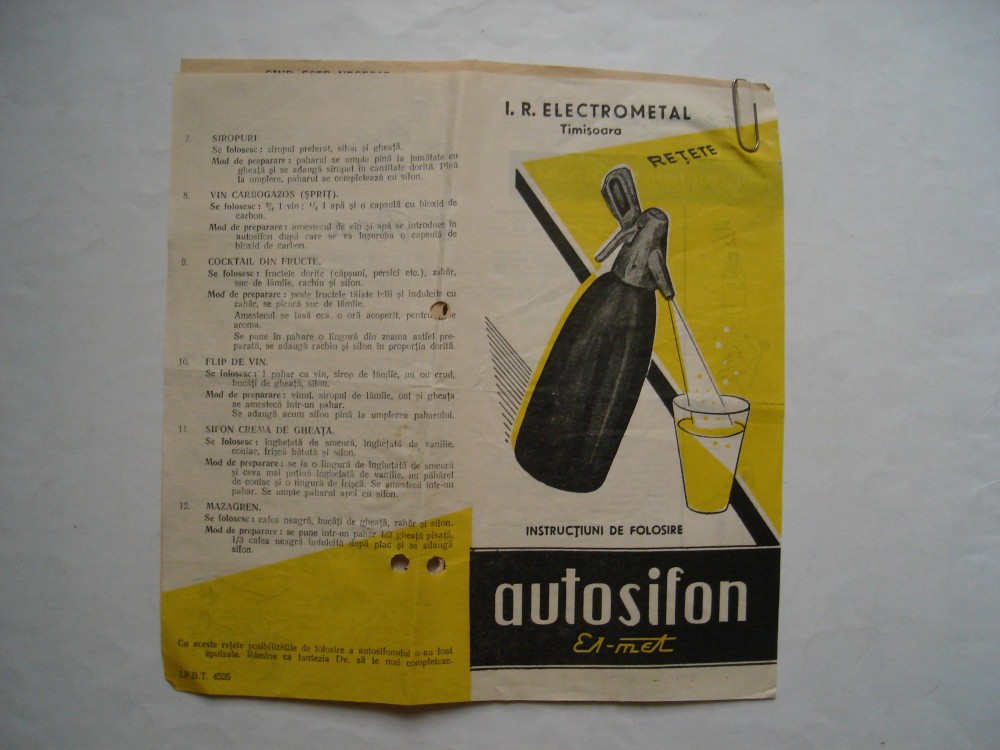 7. SIROPURI
Se folosesc : siropul preferat, sifon și gheață.
Mod de preparare : paharul se umple pînă la jumătate cu
gheață și se adaugă siropul în cantitate dorită. Pînă
la umplere, paharul se completează cu sifon.
8. VIN CARBOGAZOS (ȘPRIȚ).
Se folosesc : 1 vin ; 1/4 l apă și o capsulă cu bioxid de
carbon.
Mod de preparare : amestecul de vin și apă se introduce în
autosifon după care se va înșuruba o capsulă de
bioxid de carbon.
9. COCKTAIL DIN FRUCTE.
Se folosesc : fructele dorite (căpșuni, persici etc.), zahăr,
suc de lămîie, rachiu și sifon.
Mod de preparare : peste fructele tăiate felii și îndulcite cu
zahăr, se picură suc de lămîie.
Amestecul se lasă cca. o oră acoperit, pentru
aroma.
Se pune în pahare o lingură din zeama astfel pre-
parată, se adaugă rachiu și sifon în proporția dorită.
10. FLIP DE VIN.
Se folosesc : 1 pahar cu vin, sirop de lămîie, un ou crud,
bucăți de gheață, sifon.
Mod de preparare : vinul, siropul de lămîie, oul și gheața
se amestecă într-un pahar.
Se adaugă acum sifon pînă la umplerea paharului.
11. SIFON CREMA DE GHEAȚA.
Se folosesc : înghețată de smeură, înghețată de vanilie,
coniac, frișcă bătută și sifon.
Mod de preparare : se ia o lingură de înghețată de smeură
și ceva mai puțină înghețată de vanilie, un păhărel
de coniac și o lingură de frișcă. Se amestecă într-un
pahar. Se umple paharul apoi cu sifon.
12. MAZAGREN.
Se folosesc : cafea neagră, bucăți de gheață, zahăr și sifon.
Mod de preparare : se pune într-un pahar 1/3 gheață pisată,
1/3 cafea neagră îndulcită după plac și se adaugă
sifon.
Cu aceste rețete posibilitățile de folosire a autosifonului n-au fost
epuizate. Rămîne ca fantezia Dv. să le mai completeze.
I.P.B.T. 4525
I. R. ELECTROMETAL
Timișoara
REȚETE
INSTRUCȚIUNI DE FOLOSIRE
autosifon
El-met